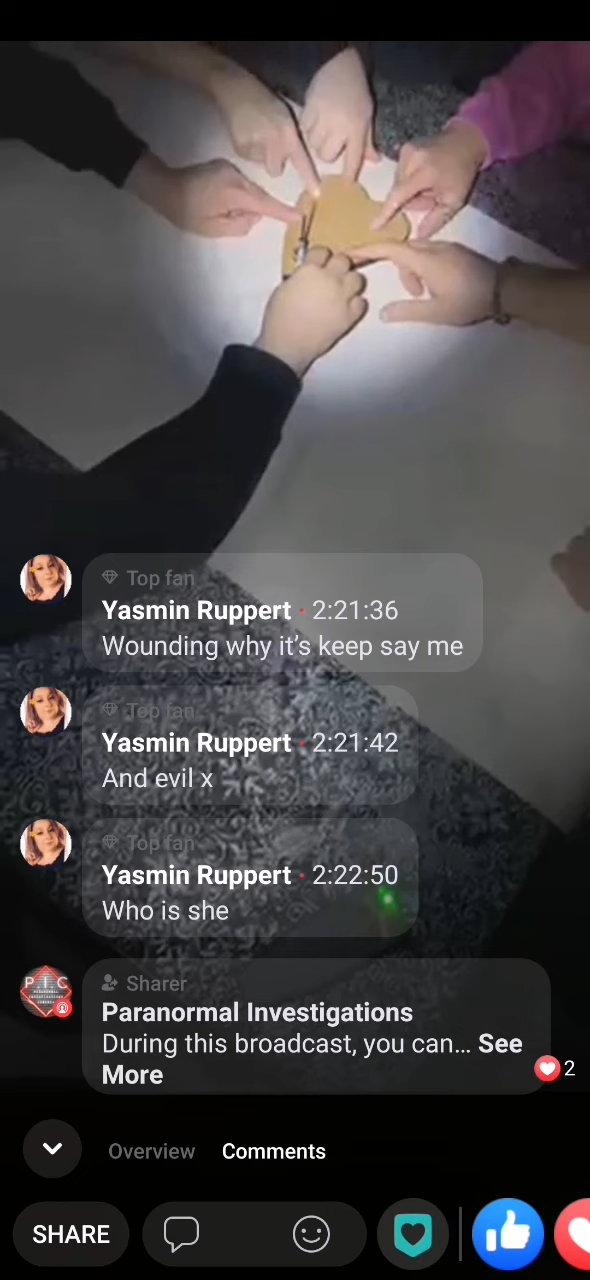 Top fan
Yasmin Ruppert · 2:21:36
Wounding why it’s keep say me
Top fan
Yasmin Ruppert · 2:21:42
And evil x
Top fan
Yasmin Ruppert · 2:22:50
Who is she
P I C
Sharer
Paranormal Investigations
During this broadcast, you can... See
More
2
Overview Comments
SHARE